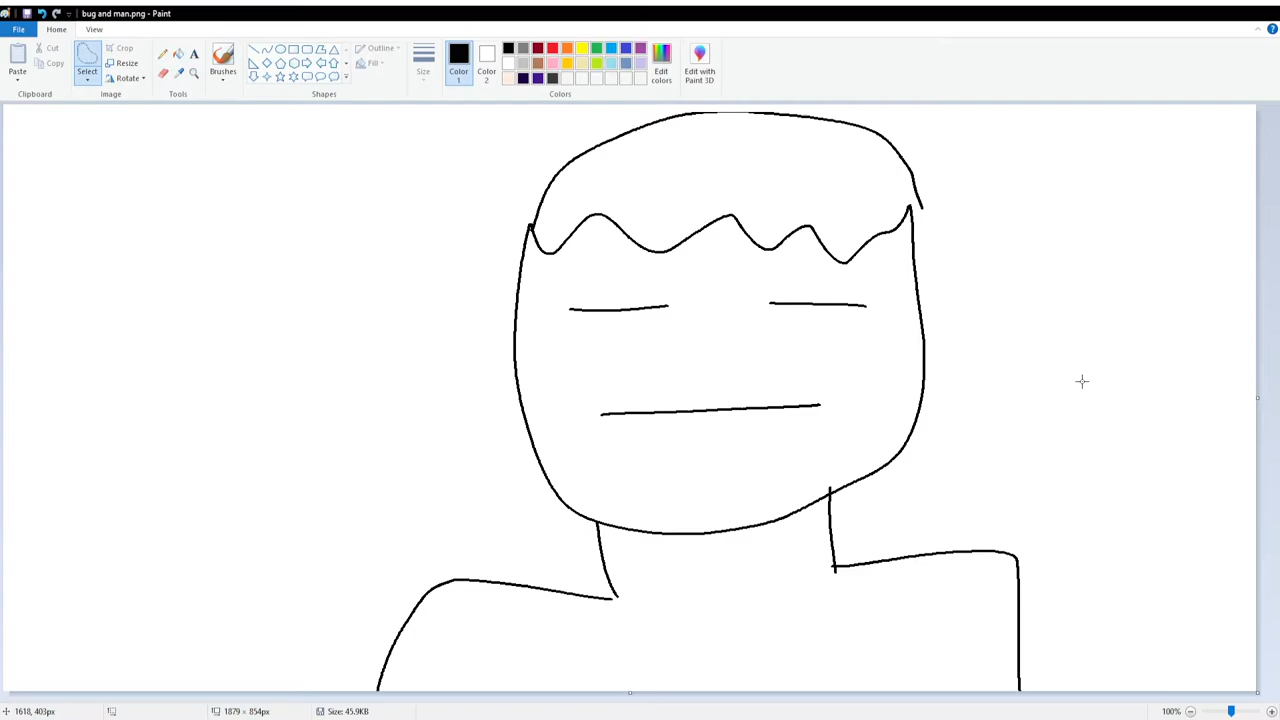 bug and man.png - Paint
File Home View
Paste Cut Copy Select Crop Resize Rotate A Brushes Outline Fill Size Color 1 Color 2 Edit colors Edit with Paint 3D
Clipboard Image Tools Shapes Colors
1618, 403px 1879 × 854px Size: 45.9KB 100%